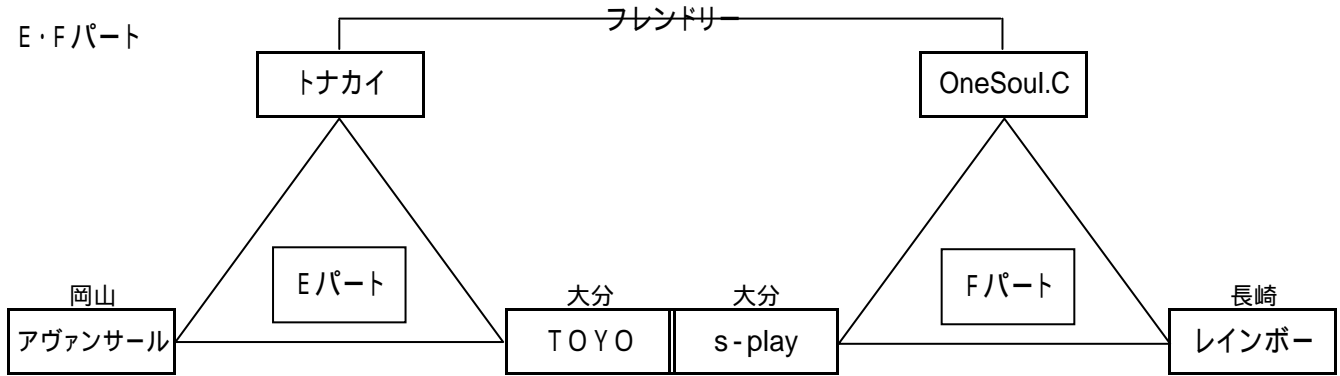 フレンドリー
E・Fパート
トナカイ
OneSoul.C
Eパート
Fパート
岡山
大分
大分
長崎
アヴァンサール
TOYO
s-play
レインボー